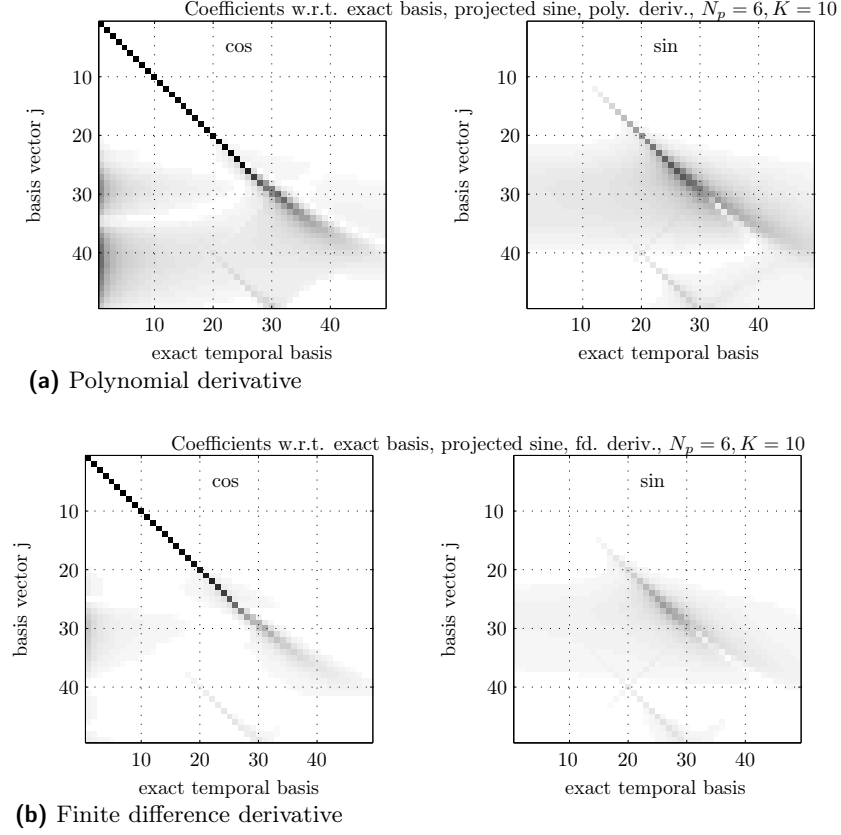 Coefficients w.r.t. exact basis, projected sine, poly. deriv., N_p = 6, K = 10
cos
sin
basis vector j
10
20
30
40
10 20 30 40
exact temporal basis
basis vector j
10
20
30
40
10 20 30 40
exact temporal basis
(a) Polynomial derivative
Coefficients w.r.t. exact basis, projected sine, fd. deriv., N_p = 6, K = 10
cos
sin
basis vector j
10
20
30
40
10 20 30 40
exact temporal basis
basis vector j
10
20
30
40
10 20 30 40
exact temporal basis
(b) Finite difference derivative